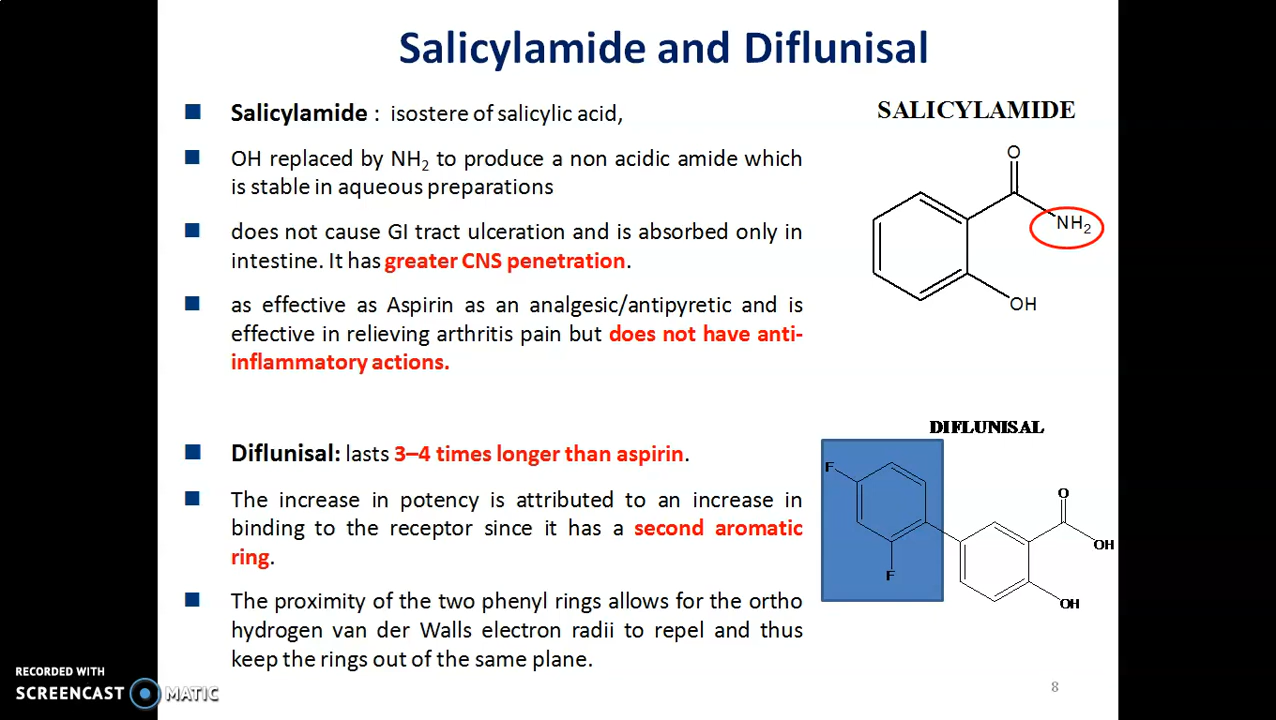 Salicylamide and Diflunisal
Salicylamide : isostere of salicylic acid,
OH replaced by NH2 to produce a non acidic amide which
is stable in aqueous preparations
does not cause GI tract ulceration and is absorbed only in
intestine. It has greater CNS penetration.
as effective as Aspirin as an analgesic/antipyretic and is
effective in relieving arthritis pain but does not have anti-
inflammatory actions.
SALICYLAMIDE
O
NH2
OH
Diflunisal: lasts 3–4 times longer than aspirin.
The increase in potency is attributed to an increase in
binding to the receptor since it has a second aromatic
ring.
The proximity of the two phenyl rings allows for the ortho
hydrogen van der Walls electron radii to repel and thus
keep the rings out of the same plane.
DIFLUNISAL
F
O
OH
F
OH
RECORDED WITH
SCREENCAST MATIC
8